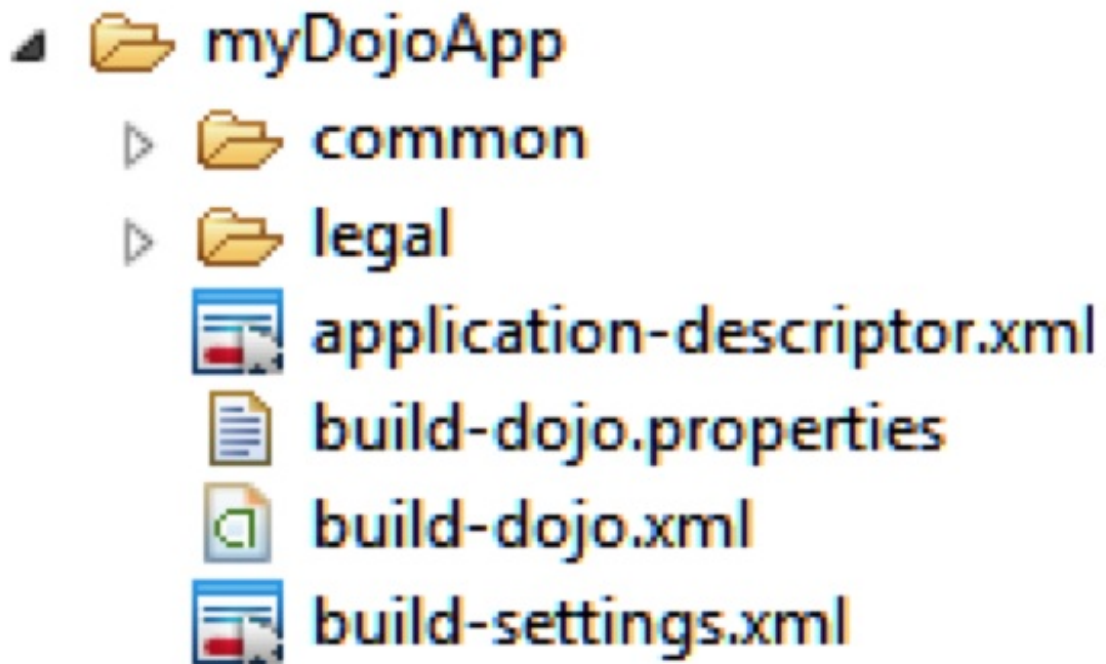 myDojoApp
common
legal
application-descriptor.xml
build-dojo.properties
build-dojo.xml
build-settings.xml